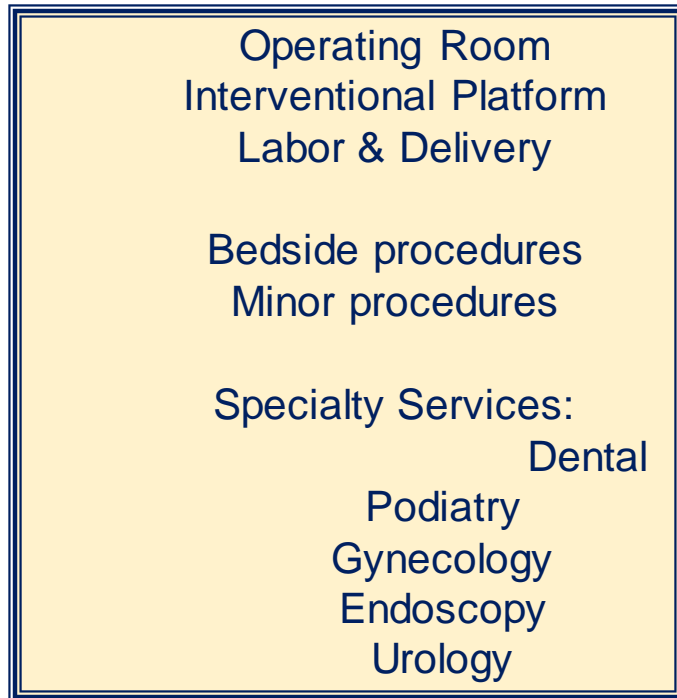 Operating Room
Interventional Platform
Labor & Delivery
Bedside procedures
Minor procedures
Specialty Services:
Dental
Podiatry
Gynecology
Endoscopy
Urology